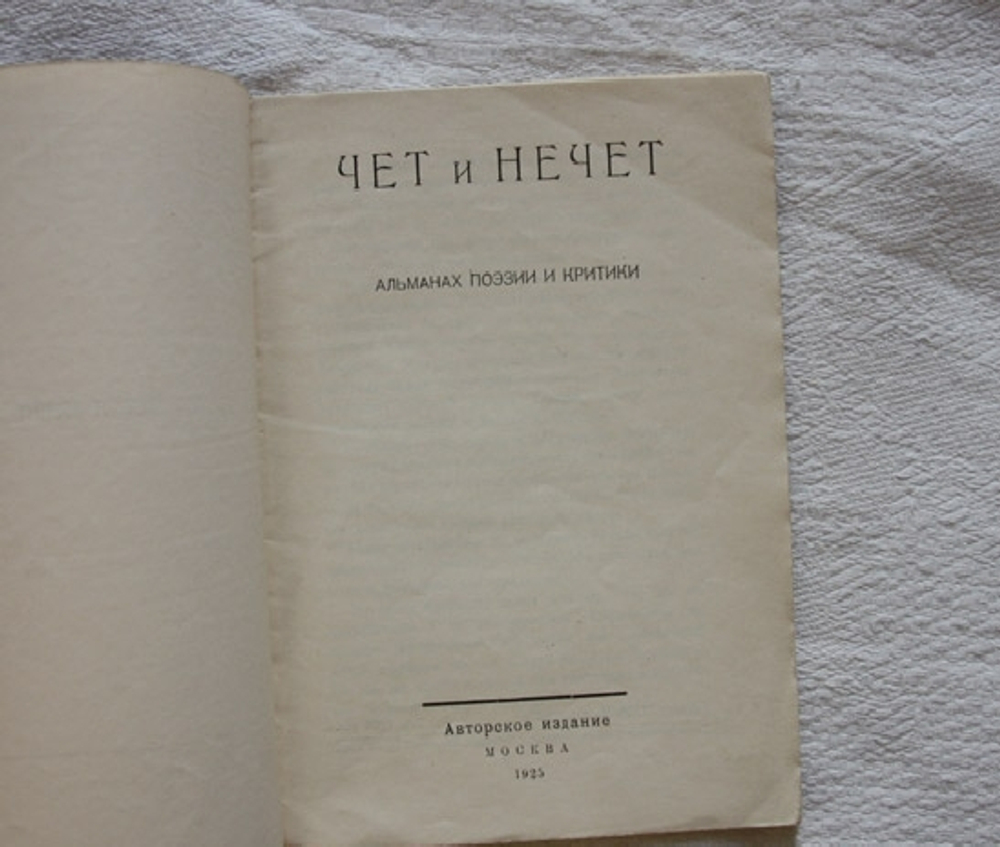 ЧЕТ и НЕЧЕТ
АЛЬМАНАХ ПОЭЗИИ И КРИТИКИ
Авторское издание
МОСКВА
1925